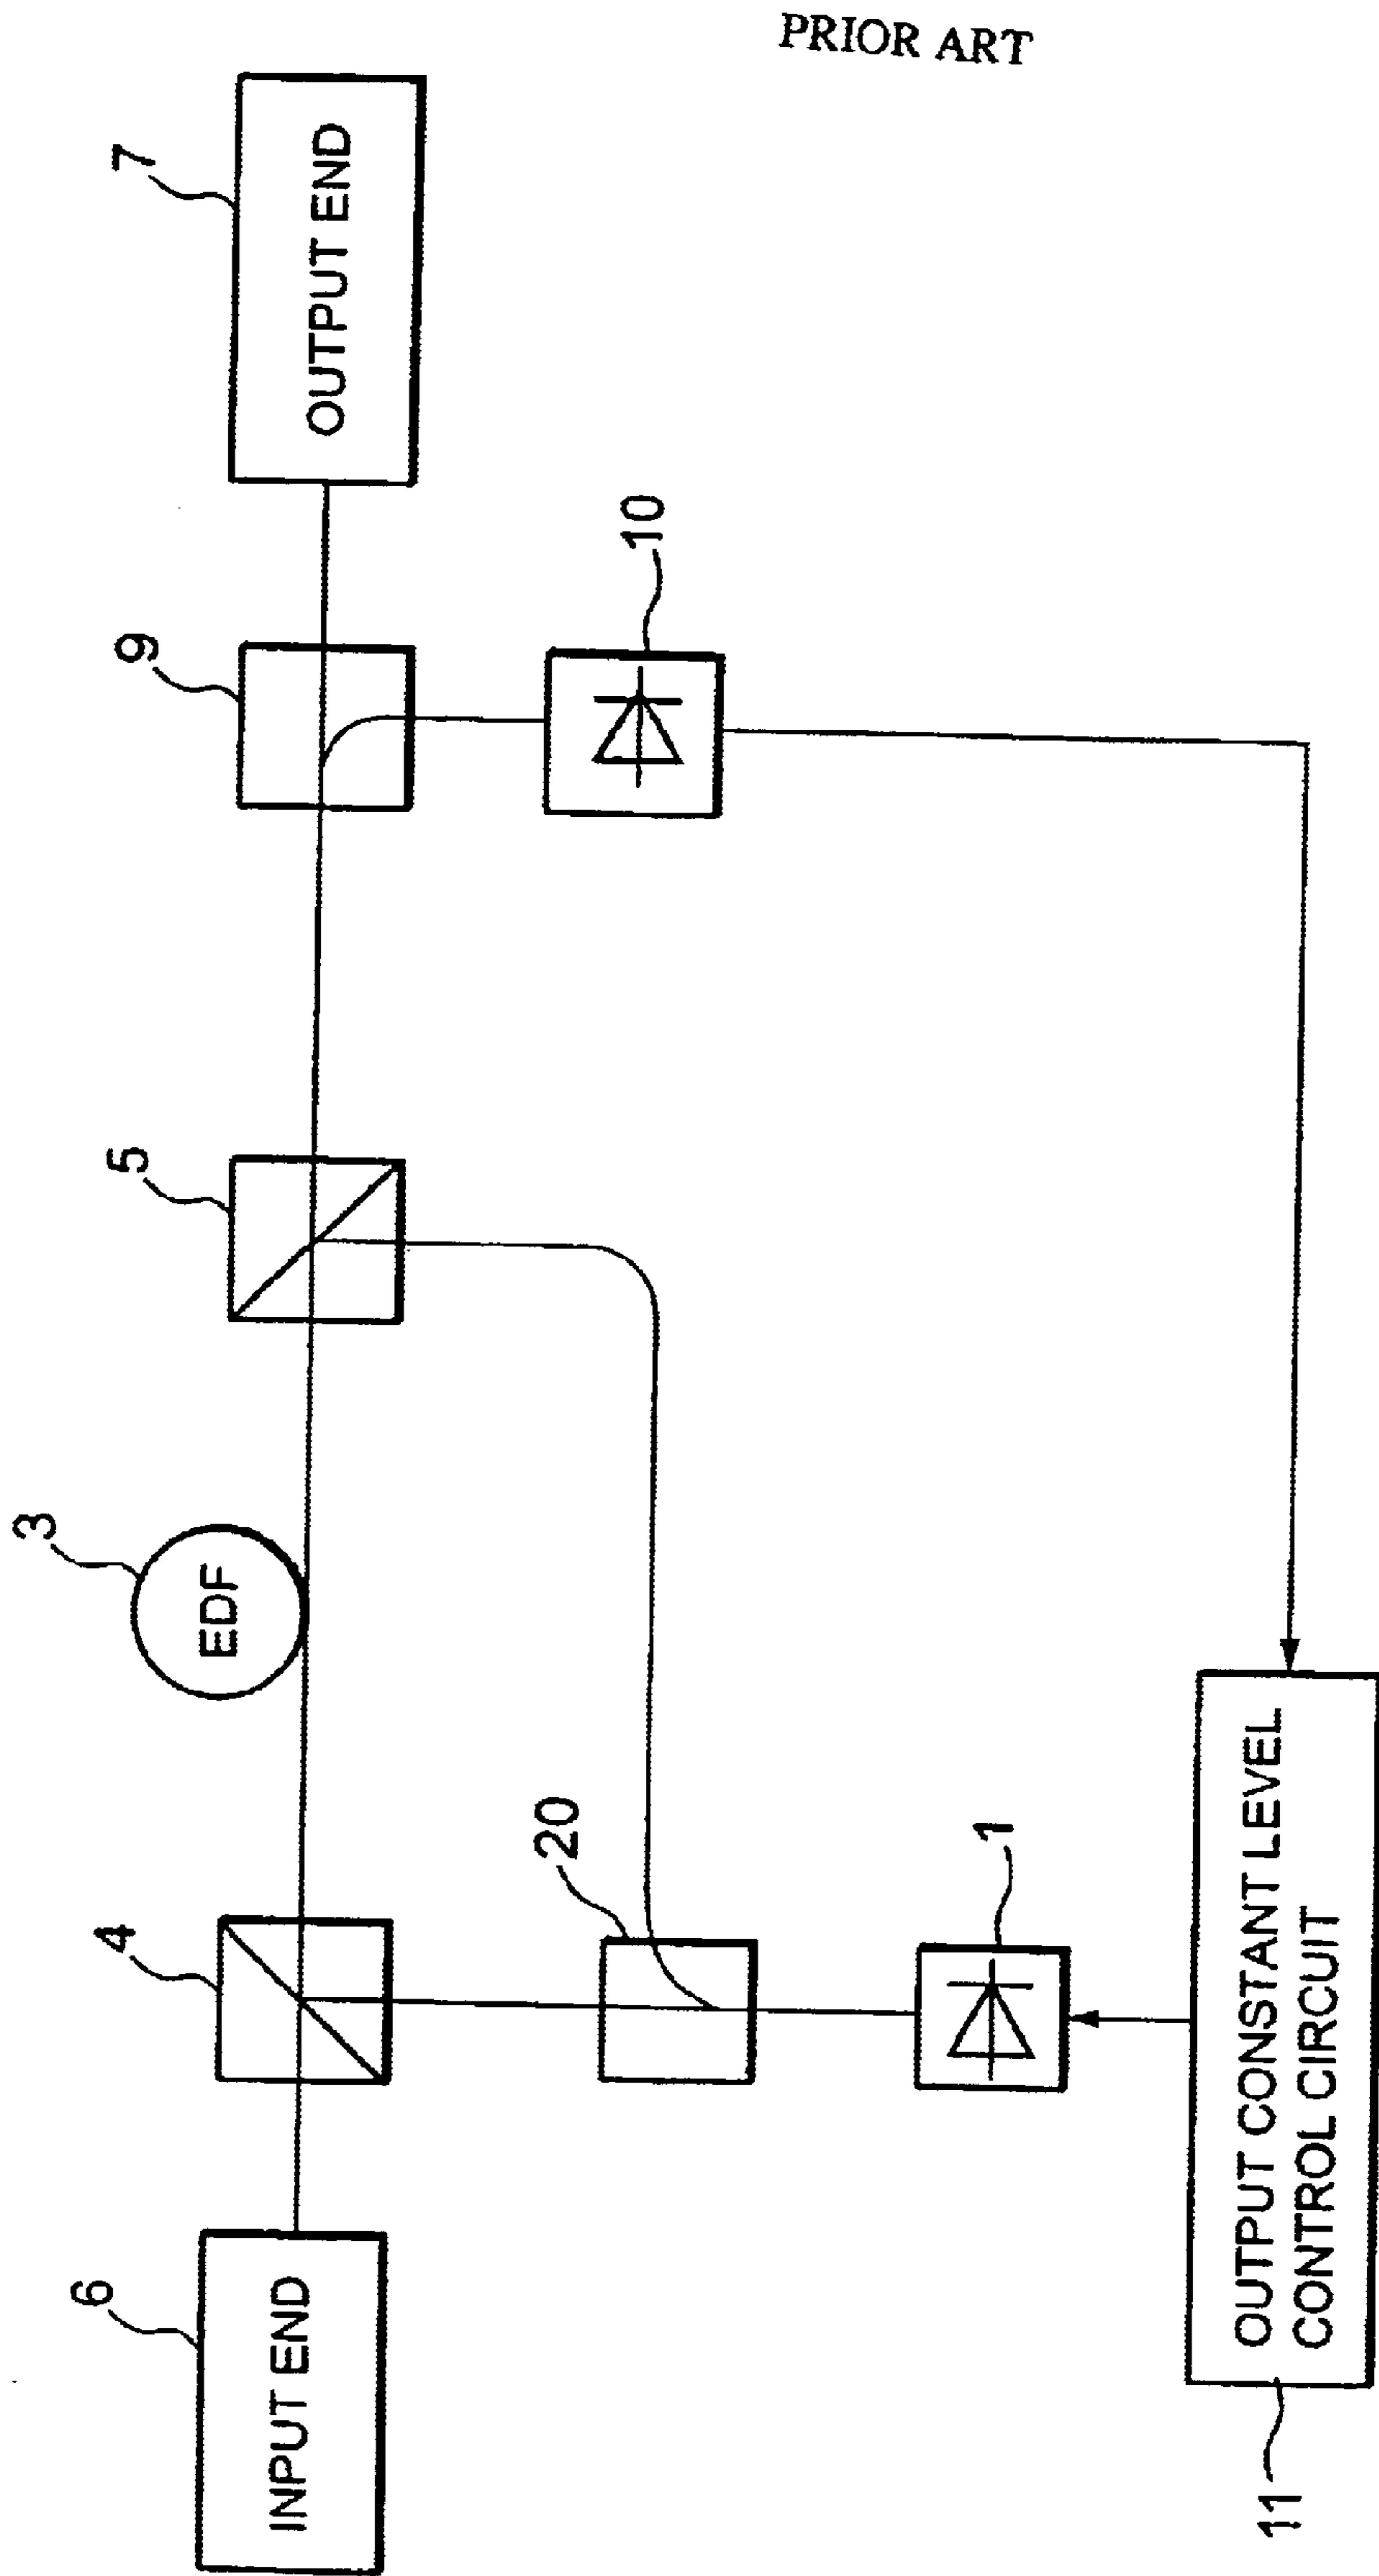 PRIOR ART
6
INPUT END
4
3
EDF
5
9
7
OUTPUT END
20
10
1
11
OUTPUT CONSTANT LEVEL
CONTROL CIRCUIT